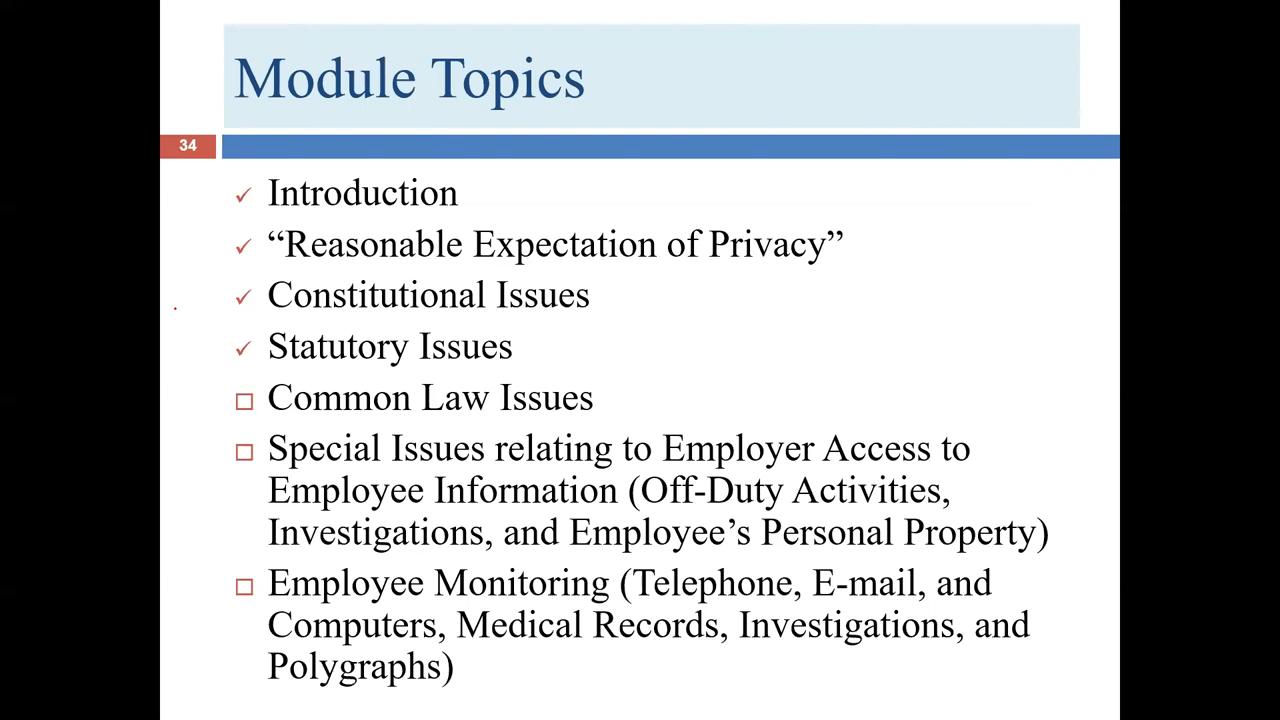 Module Topics
34
Introduction
“Reasonable Expectation of Privacy”
Constitutional Issues
Statutory Issues
Common Law Issues
Special Issues relating to Employer Access to
Employee Information (Off-Duty Activities,
Investigations, and Employee’s Personal Property)
Employee Monitoring (Telephone, E-mail, and
Computers, Medical Records, Investigations, and
Polygraphs)